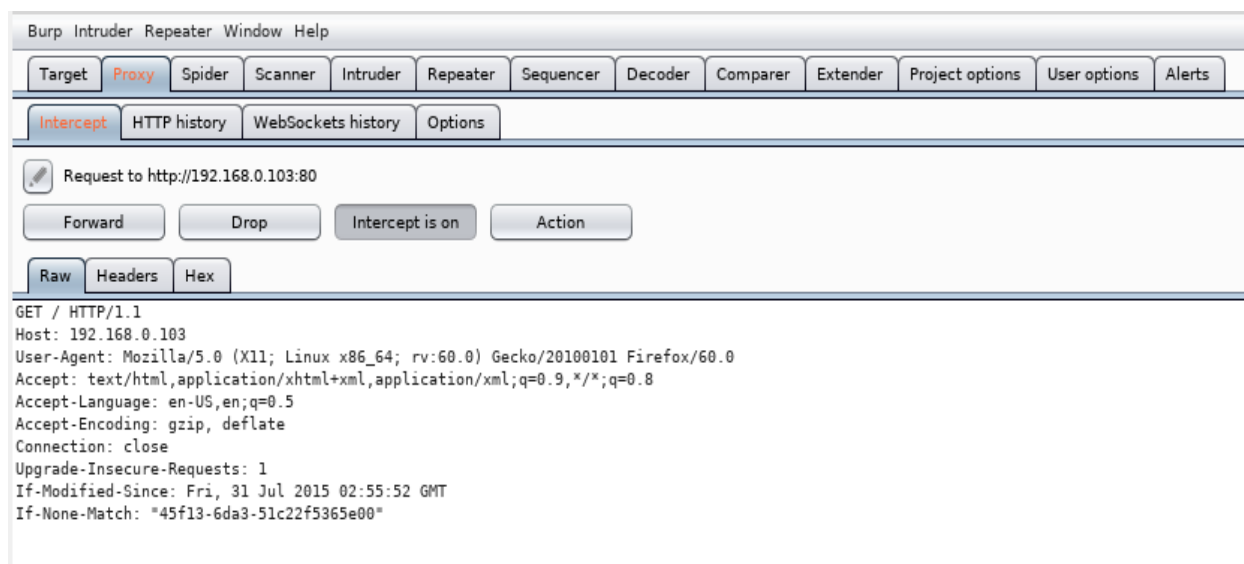 Burp Intruder Repeater Window Help
Target Proxy Spider Scanner Intruder Repeater Sequencer Decoder Comparer Extender Project options User options Alerts
Intercept HTTP history WebSockets history Options
Request to http://192.168.0.103:80
Forward Drop Intercept is on Action
Raw Headers Hex
GET / HTTP/1.1
Host: 192.168.0.103
User-Agent: Mozilla/5.0 (X11; Linux x86_64; rv:60.0) Gecko/20100101 Firefox/60.0
Accept: text/html,application/xhtml+xml,application/xml;q=0.9,*/*;q=0.8
Accept-Language: en-US,en;q=0.5
Accept-Encoding: gzip, deflate
Connection: close
Upgrade-Insecure-Requests: 1
If-Modified-Since: Fri, 31 Jul 2015 02:55:52 GMT
If-None-Match: "45f13-6da3-51c22f5365e00"